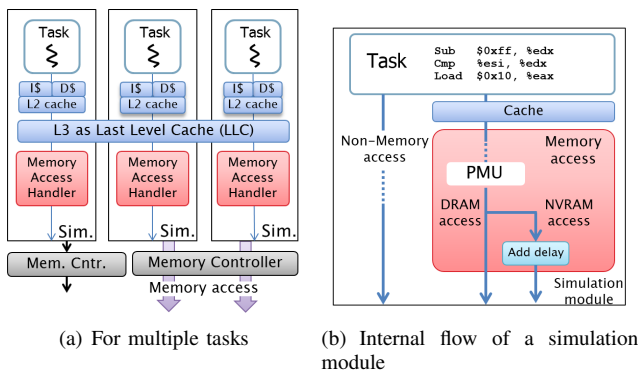 Task
Task
Task
I$ D$
I$ D$
I$ D$
L2 cache
L2 cache
L2 cache
L3 as Last Level Cache (LLC)
Memory
Access
Handler
Memory
Access
Handler
Memory
Access
Handler
Sim.
Sim.
Sim.
Mem. Cntr.
Memory Controller
Memory access
(a) For multiple tasks
Task
Sub $0xff, %edx
Cmp %esi, %edx
Load $0x10, %eax
Cache
Non-Memory
access
Memory
access
PMU
DRAM
access
NVRAM
access
Add delay
Simulation
module
(b) Internal flow of a simulation
module